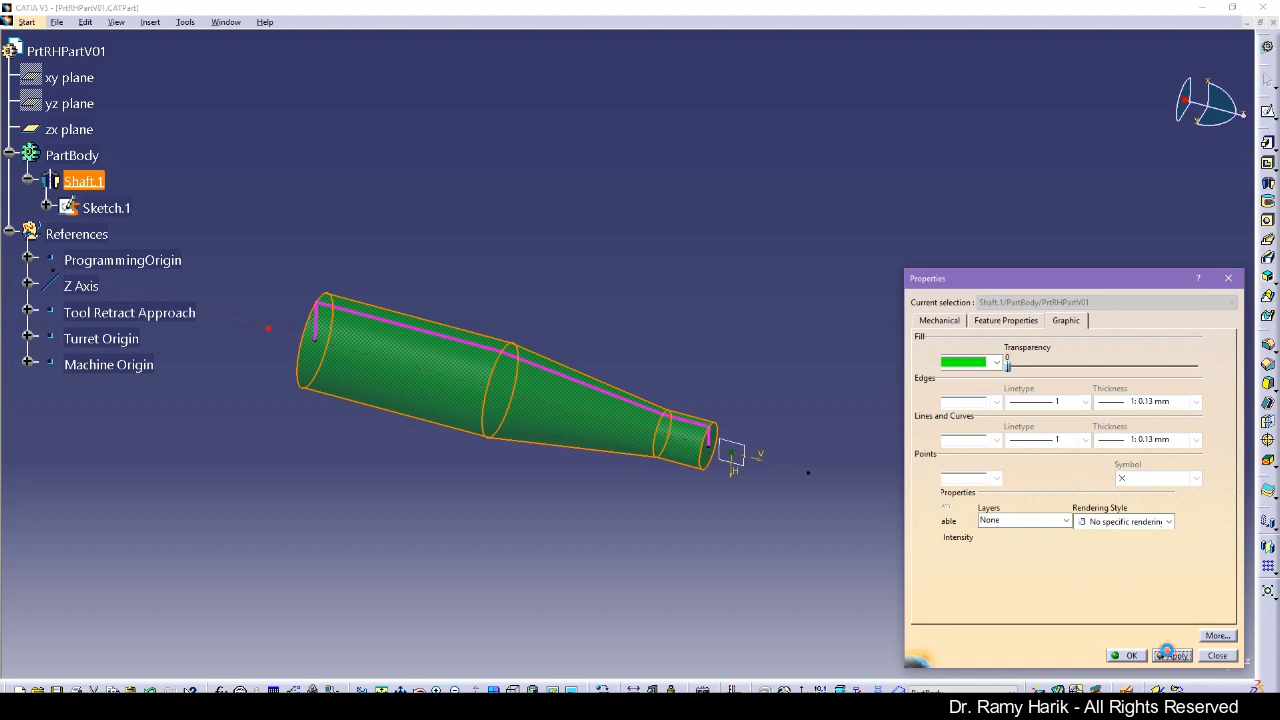 CATIA V5 - [PrtRHPartV01.CATPart]
Start File Edit View Insert Tools Window Help
PrtRHPartV01
xy plane
yz plane
zx plane
PartBody
Shaft.1
Sketch.1
References
ProgrammingOrigin
Z Axis
Tool Retract Approach
Turret Origin
Machine Origin
V
H
Properties ?
Current selection : Shaft.1/PartBody/PrtRHPartV01
Mechanical Feature Properties Graphic
Fill
Transparency
0
Edges
Linetype Thickness
1 1: 0.13 mm
Lines and Curves
Linetype Thickness
1 1: 0.13 mm
Points
Symbol
Properties
able
Layers Rendering Style
None No specific renderin
Intensity
More...
OK Apply Close
Dr. Ramy Harik - All Rights Reserved